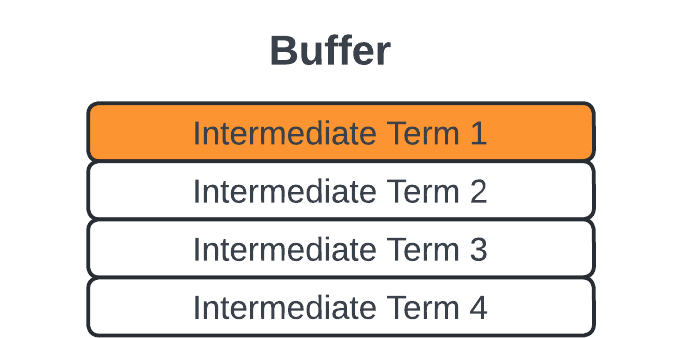 Buffer
Intermediate Term 1
Intermediate Term 2
Intermediate Term 3
Intermediate Term 4